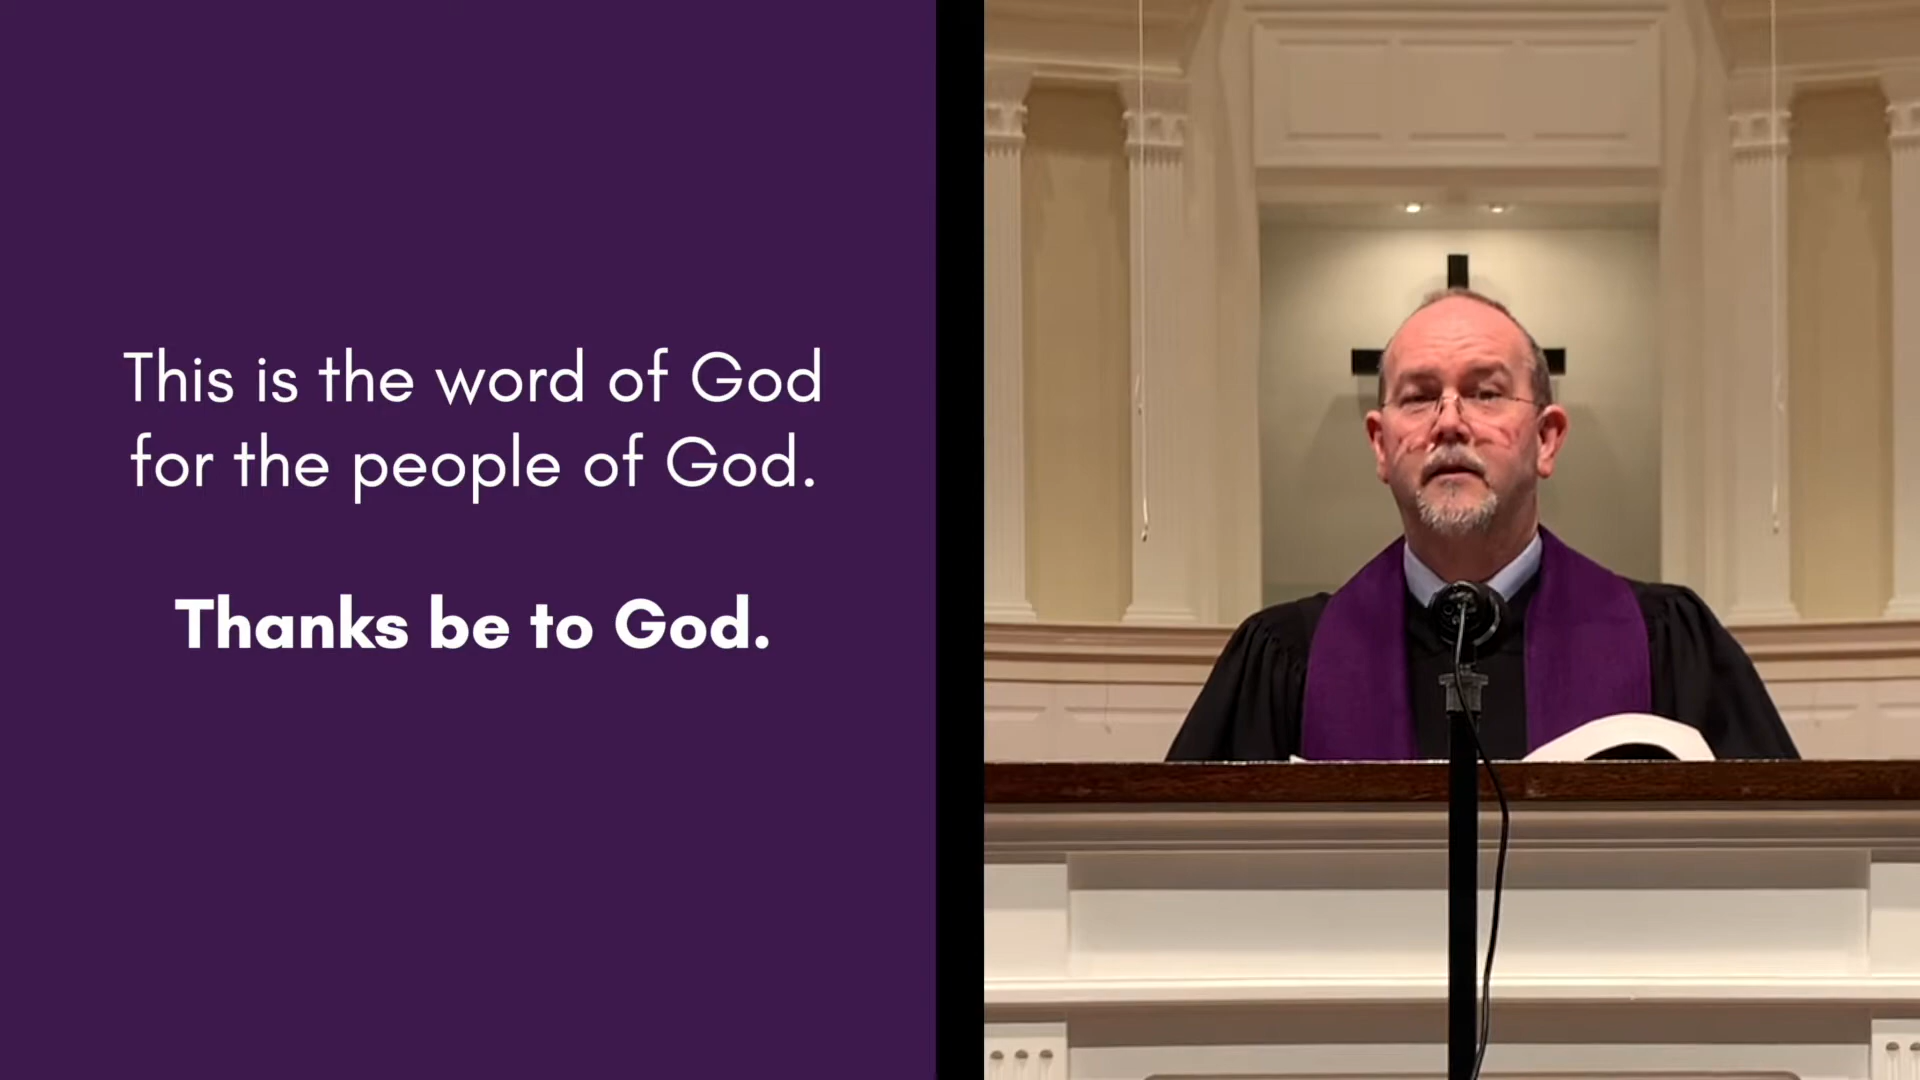 This is the word of God
for the people of God.
Thanks be to God.